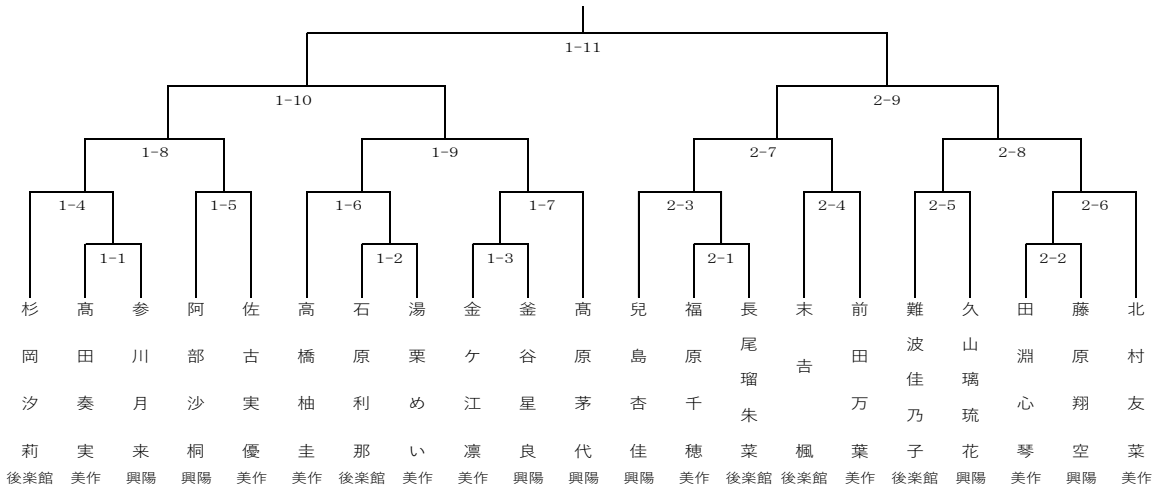 1-11
1-10
2-9
1-8
1-9
2-7
2-8
1-4
1-5
1-6
1-7
2-3
2-4
2-5
2-6
1-1
1-2
1-3
2-1
2-2
杉岡汐莉
髙田奏実
参川月来
阿部沙桐
佐古実優
高橋柚圭
石原利那
湯栗めい
金ケ江凛
釜谷星良
髙原茅代
兒島杏佳
福原千穂
長尾瑠朱菜
末𠮷楓
前田万葉
難波佳乃子
久山璃琉花
田淵心琴
藤原翔空
北村友菜
後楽館 美作 興陽 興陽 美作 美作 後楽館 美作 美作 興陽 興陽 興陽 美作 後楽館 後楽館 美作 後楽館 興陽 美作 興陽 美作